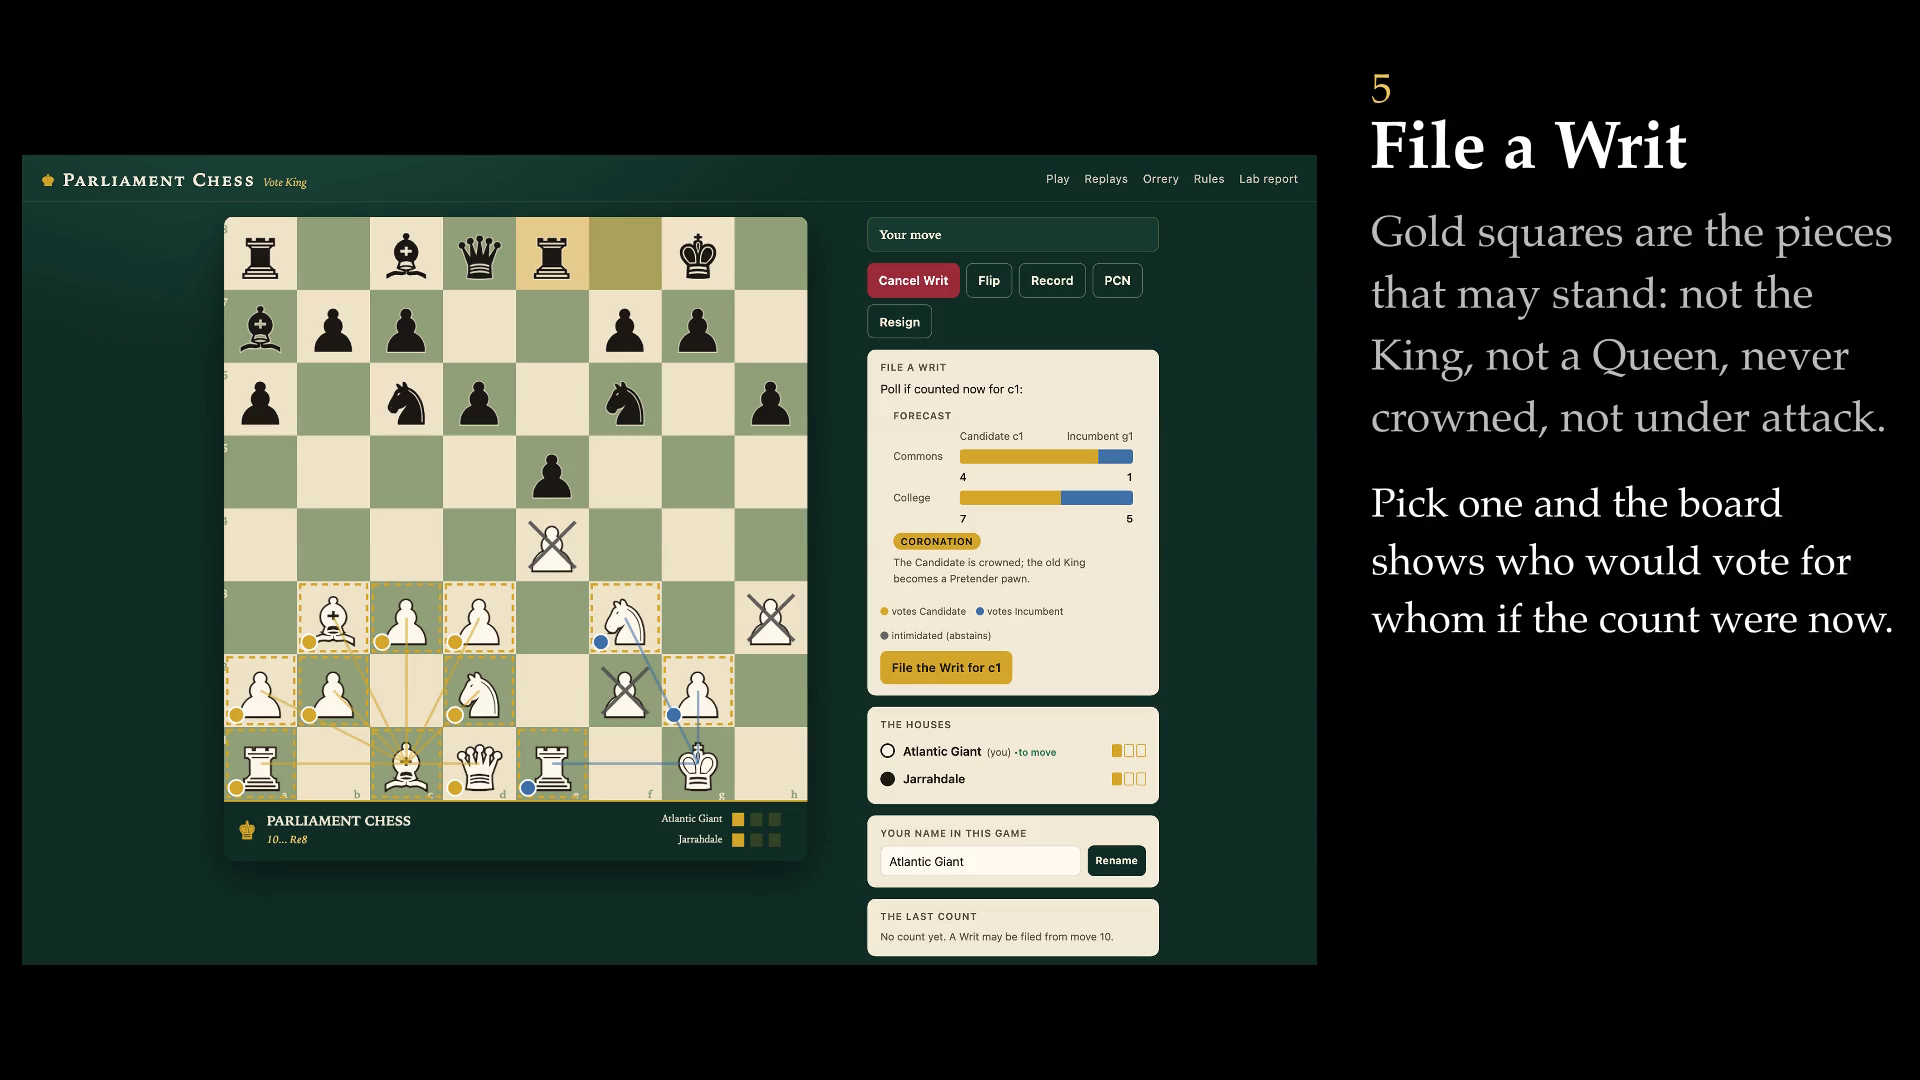 PARLIAMENT CHESS Vote King
Play Replays Orrery Rules Lab report
Your move
Cancel Writ Flip Record PCN
Resign
FILE A WRIT
Poll if counted now for c1:
FORECAST
Candidate c1 Incumbent g1
Commons
4 1
College
7 5
CORONATION
The Candidate is crowned; the old King
becomes a Pretender pawn.
votes Candidate votes Incumbent
intimidated (abstains)
File the Writ for c1
THE HOUSES
Atlantic Giant (you) •to move
Jarrahdale
YOUR NAME IN THIS GAME
Atlantic Giant Rename
THE LAST COUNT
No count yet. A Writ may be filed from move 10.
b d f g h
PARLIAMENT CHESS
10... Re8
Atlantic Giant
Jarrahdale
5
File a Writ
Gold squares are the pieces
that may stand: not the
King, not a Queen, never
crowned, not under attack.
Pick one and the board
shows who would vote for
whom if the count were now.